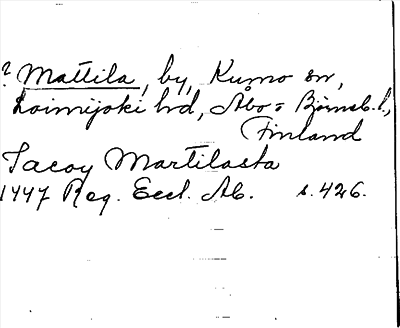 ? Mattila, by, Kumo sn,
Loimijoki hd, Åbo = Björneb. l.,
Finland
Jacoy Martilasta
1447 Reg. Eccl. Ab. s. 426.